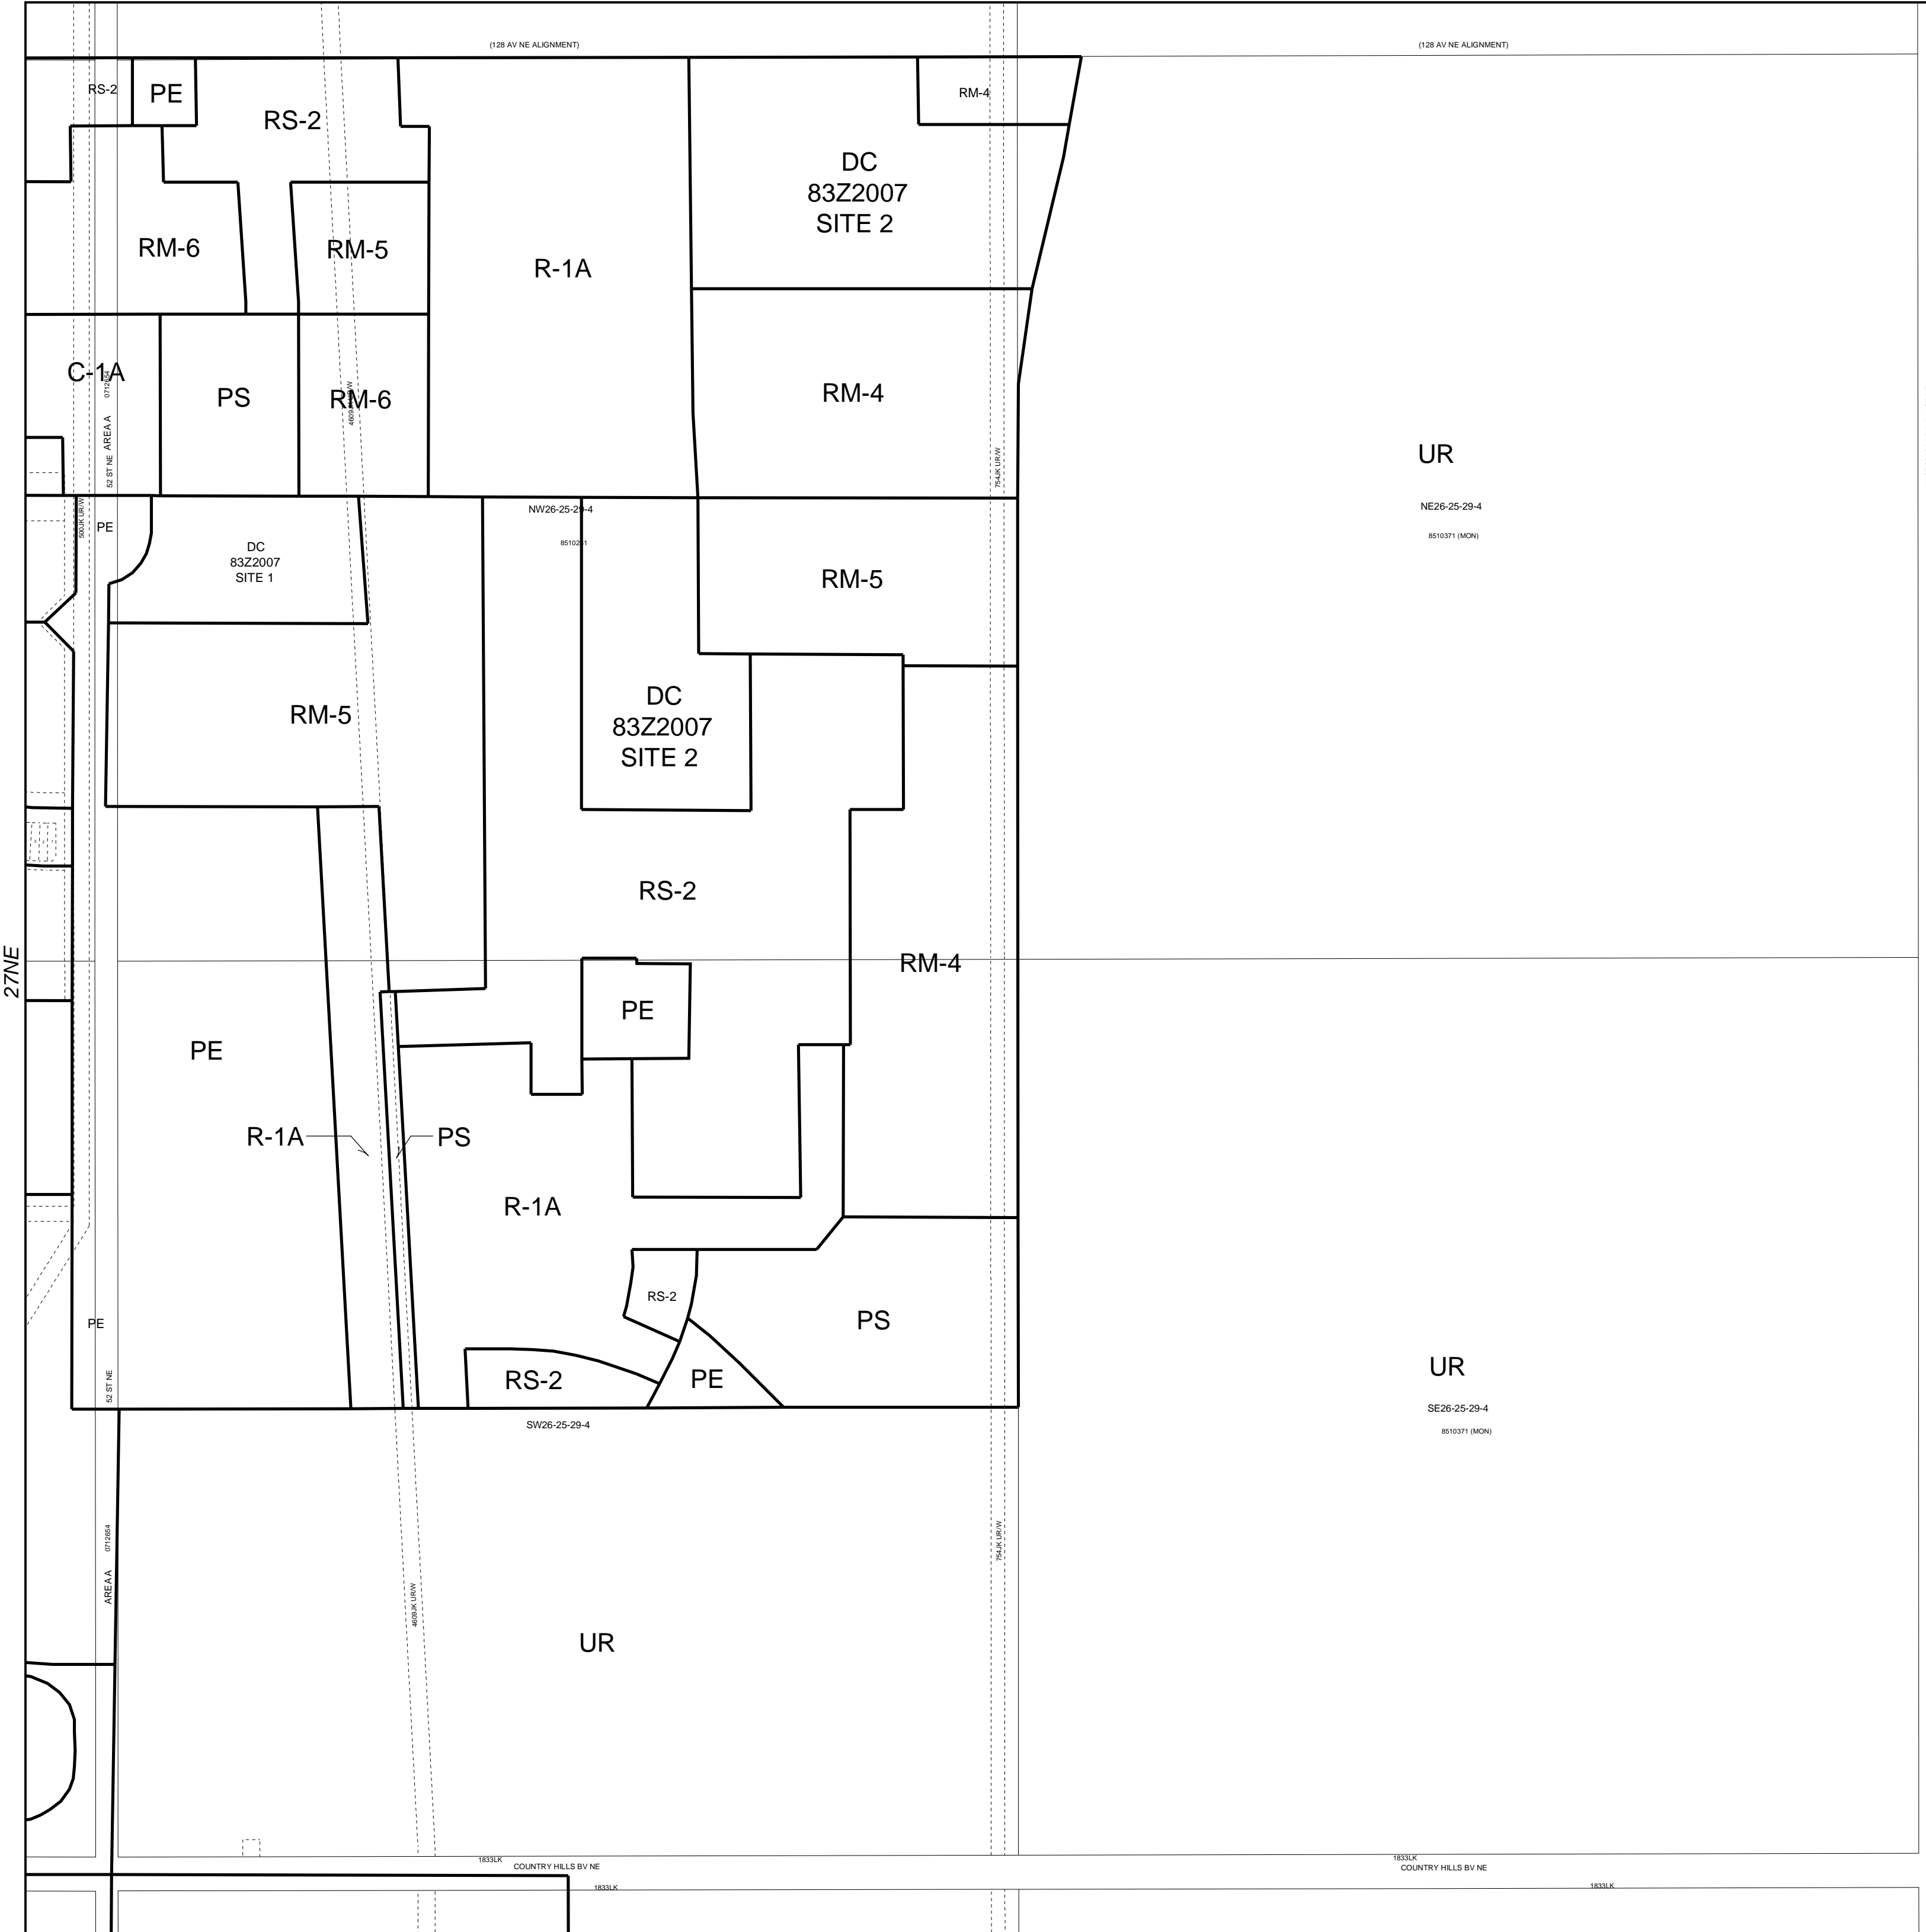 (128 AV NE ALIGNMENT)
(128 AV NE ALIGNMENT)
RS-2
PE
RS-2
RM-4
DC
83Z2007
SITE 2
RM-6
RM-5
R-1A
C-1A
PS
RM-6
RM-4
0712654
AREA A
52 ST NE
4609JK UR/W
754JK UR/W
UR
NE26-25-29-4
8510371 (MON)
500JK UR/W
PE
NW26-25-29-4
DC
83Z2007
SITE 1
RM-5
RM-5
DC
83Z2007
SITE 2
RS-2
27NE
RM-4
PE
PE
R-1A
PS
R-1A
RS-2
PE
PS
RS-2
PE
52 ST NE
UR
SE26-25-29-4
8510371 (MON)
SW26-25-29-4
0712654
AREA A
4609JK UR/W
754JK UR/W
UR
1833LK
COUNTRY HILLS BV NE
1833LK
1833LK
COUNTRY HILLS BV NE
1833LK